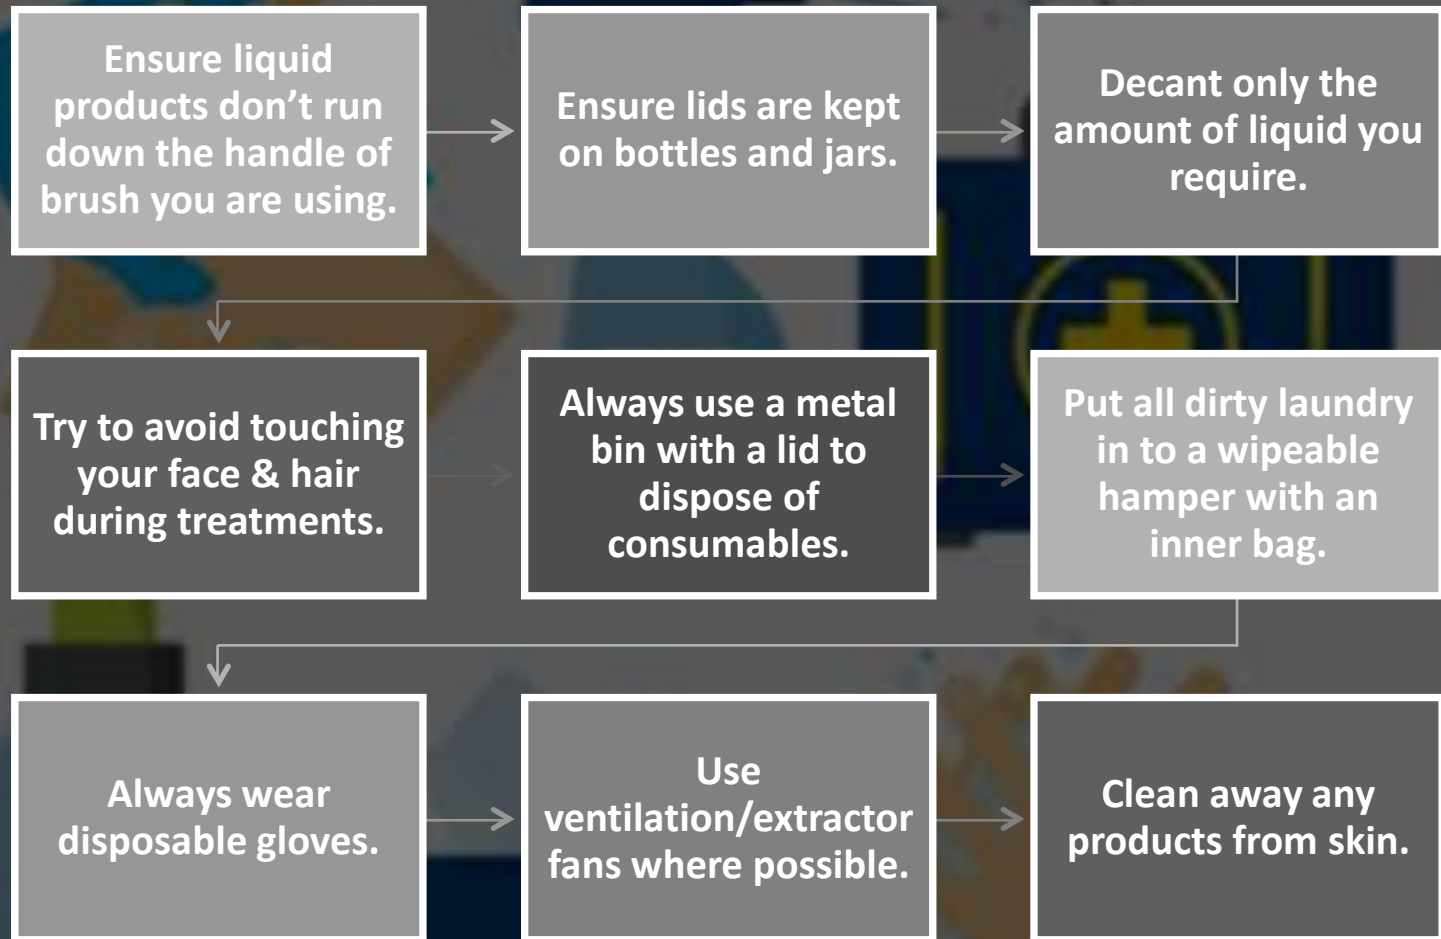 Ensure liquid
products don’t run
down the handle of
brush you are using.
Ensure lids are kept
on bottles and jars.
Decant only the
amount of liquid you
require.
Try to avoid touching
your face & hair
during treatments.
Always use a metal
bin with a lid to
dispose of
consumables.
Put all dirty laundry
in to a wipeable
hamper with an
inner bag.
Always wear
disposable gloves.
Use
ventilation/extractor
fans where possible.
Clean away any
products from skin.